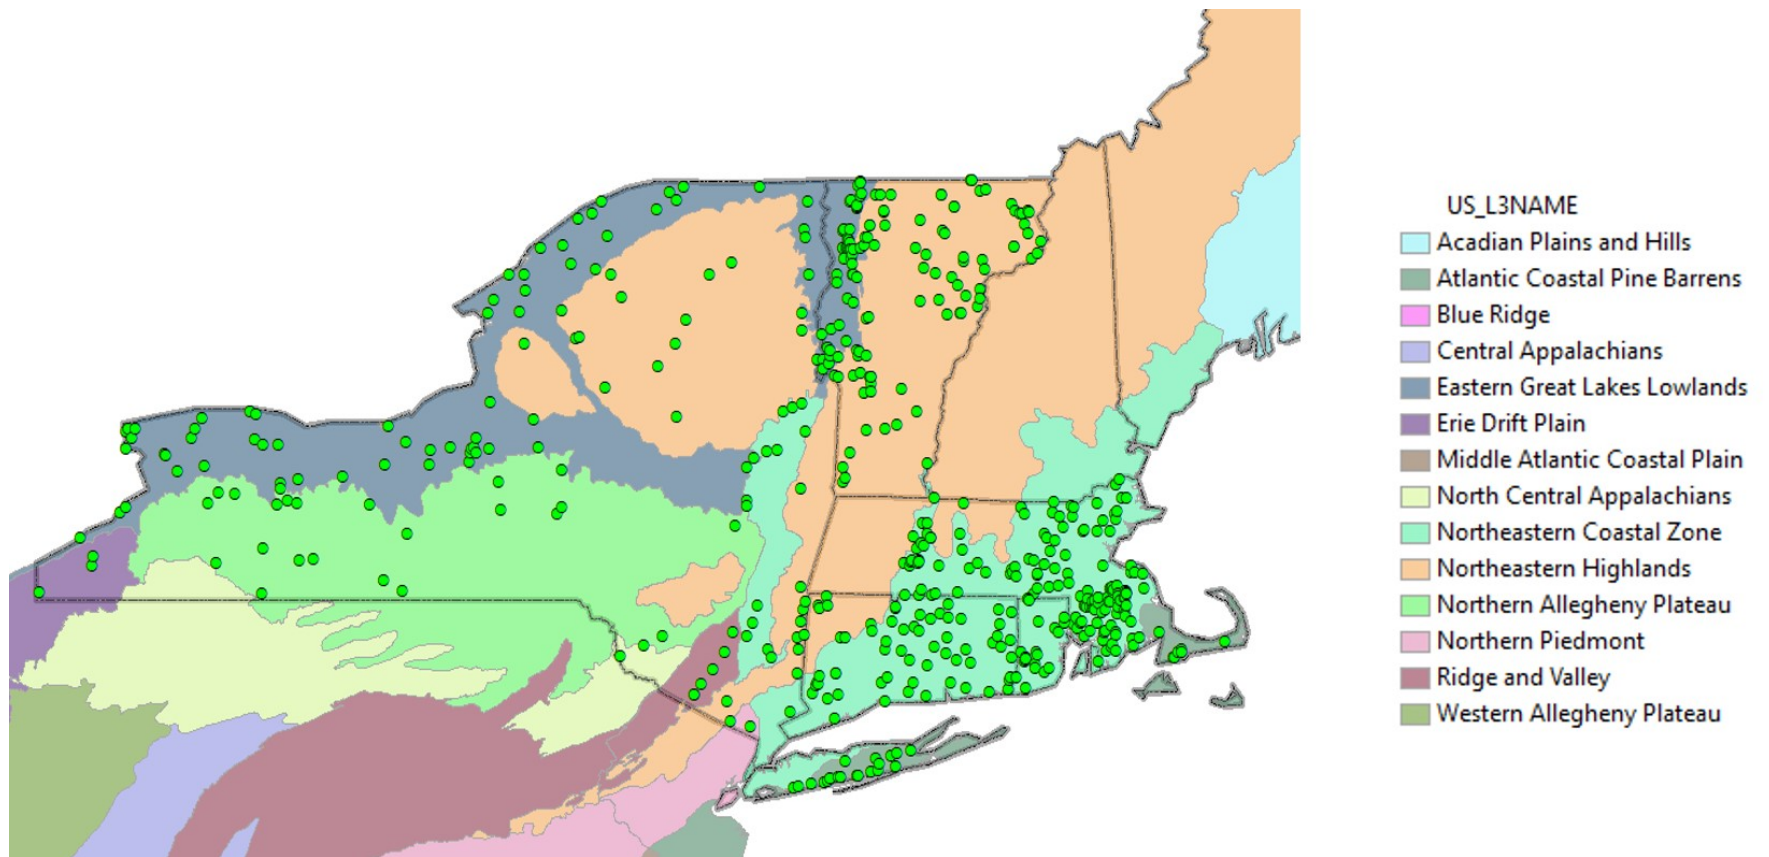 US_L3NAME
Acadian Plains and Hills
Atlantic Coastal Pine Barrens
Blue Ridge
Central Appalachians
Eastern Great Lakes Lowlands
Erie Drift Plain
Middle Atlantic Coastal Plain
North Central Appalachians
Northeastern Coastal Zone
Northeastern Highlands
Northern Allegheny Plateau
Northern Piedmont
Ridge and Valley
Western Allegheny Plateau